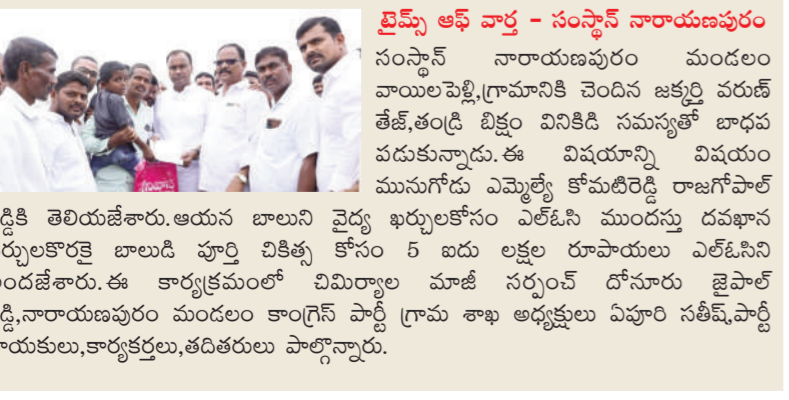 టైమ్స్ ఆఫ్ వార్త - సంస్థాన్ నారాయణపురం
సంస్థాన్ నారాయణపురం మండలం
వాయిలపెళ్లి,గ్రామానికి చెందిన జక్కర్తి వరుణ్
తేజ్,తండ్రి బిక్షం వినికిడి సమస్యతో బాధప
పడుకున్నాడు.ఈ విషయాన్ని విషయం
మునుగోడు ఎమ్మెల్యే కోమటిరెడ్డి రాజగోపాల్
డ్డికి తెలియజేశారు.ఆయన బాలుని వైద్య ఖర్చులకోసం ఎల్ఓసి ముందస్తు దవఖాన
ర్చులకొరకై బాలుడి పూర్తి చికిత్స కోసం 5 ఐదు లక్షల రూపాయలు ఎల్ఓసిని
ందజేశారు.ఈ కార్యక్రమంలో చిమిర్యాల మాజీ సర్పంచ్ దోనూరు జైపాల్
డ్డి,నారాయణపురం మండలం కాంగ్రెస్ పార్టీ గ్రామ శాఖ అధ్యక్షులు ఏపూరి సతీష్,పార్టీ
ాయకులు,కార్యకర్తలు,తదితరులు పాల్గొన్నారు.